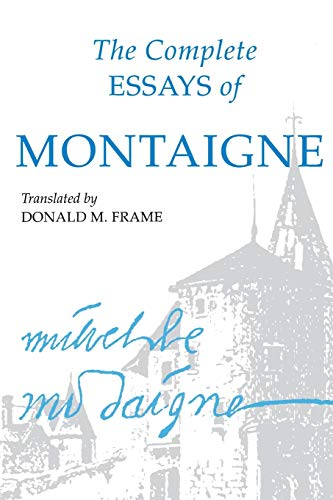 The Complete
ESSAYS of
MONTAIGNE
Translated by
DONALD M. FRAME